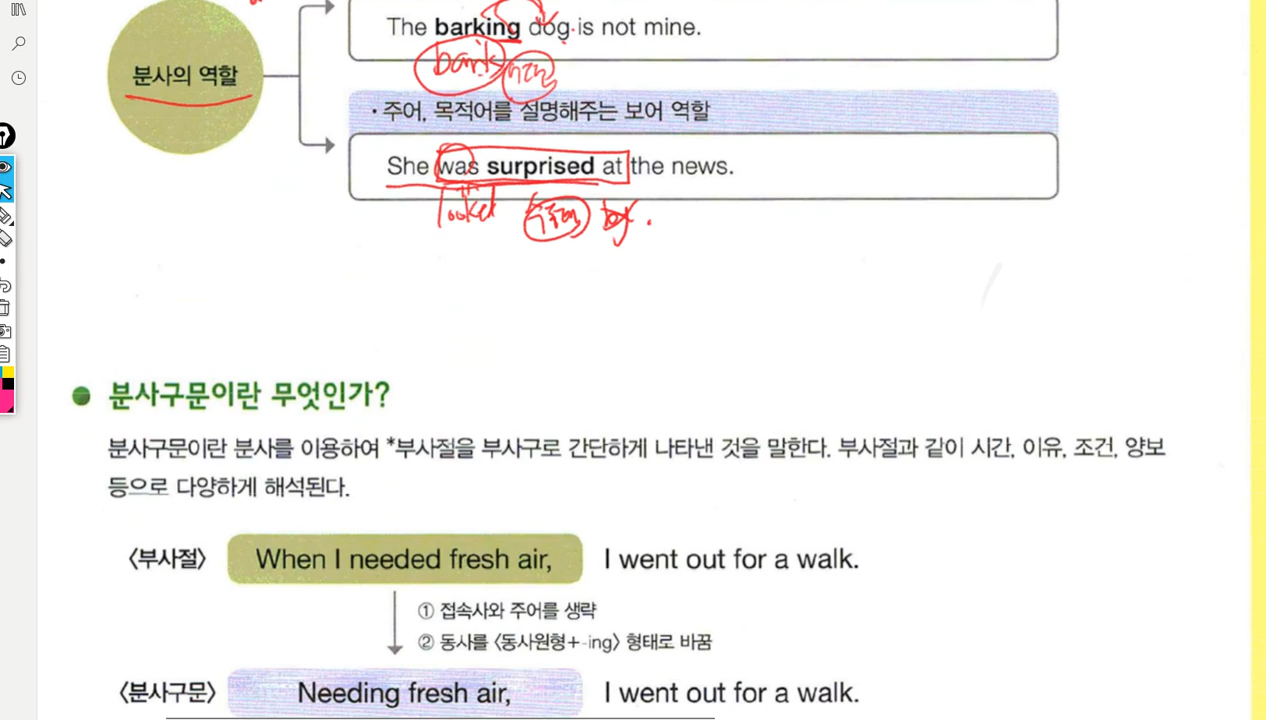 The barking dog is not mine.
bark
분사의 역할
· 주어, 목적어를 설명해주는 보어 역할
She was surprised at the news.
looked by.
분사구문이란 무엇인가?
분사구문이란 분사를 이용하여 *부사절을 부사구로 간단하게 나타낸 것을 말한다. 부사절과 같이 시간, 이유, 조건, 양보
등으로 다양하게 해석된다.
〈부사절〉 When I needed fresh air, I went out for a walk.
① 접속사와 주어를 생략
② 동사를 〈동사원형+-ing〉 형태로 바꿈
〈분사구문〉 Needing fresh air, I went out for a walk.